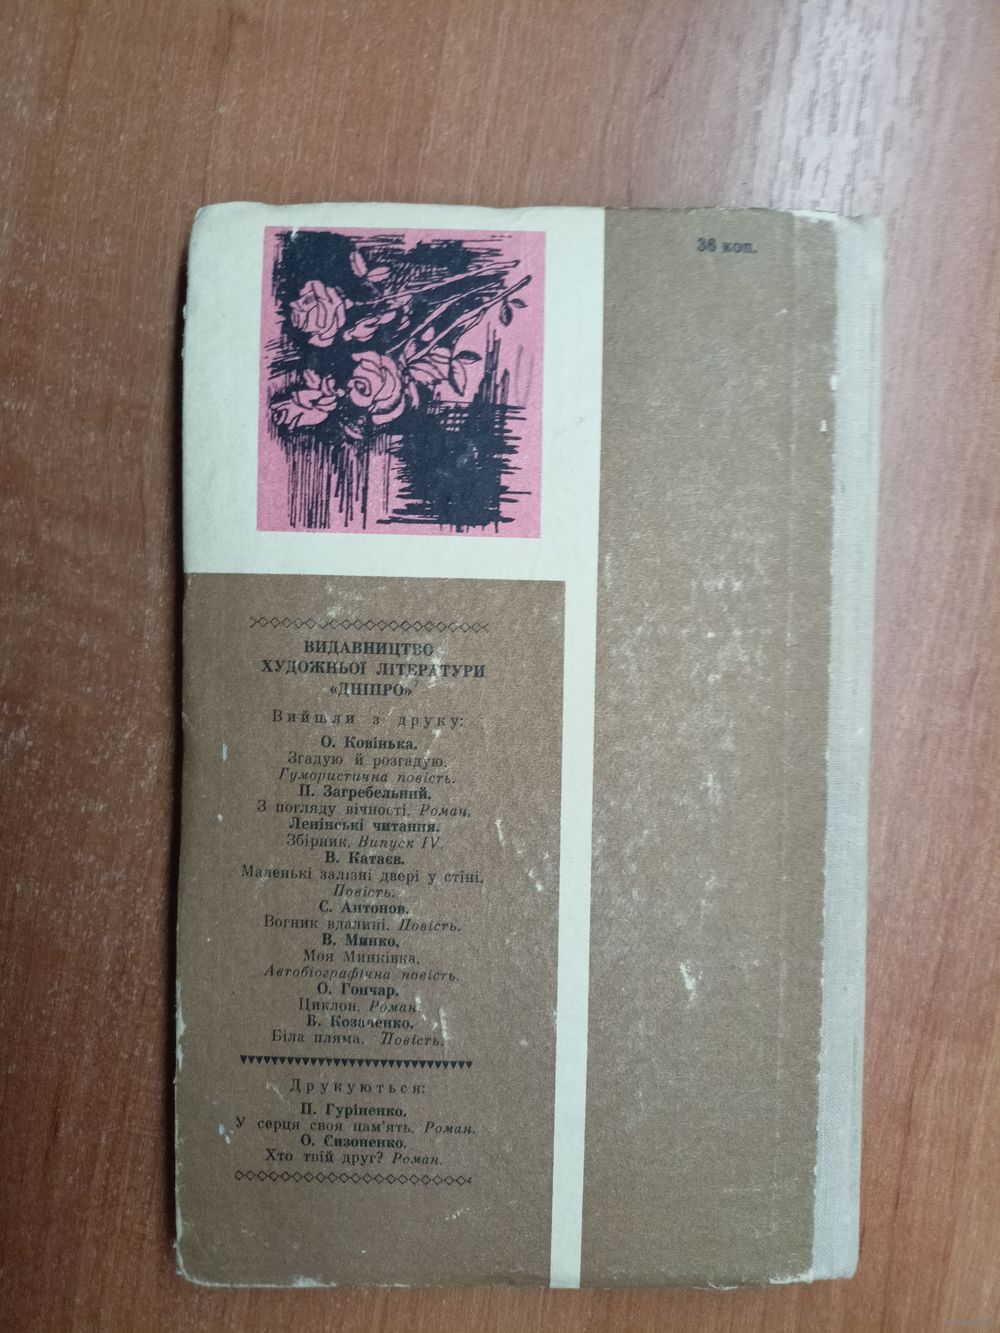 36 коп.
ВИДАВНИЦТВО
ХУДОЖНЬОЇ ЛІТЕРАТУРИ
«ДНІПРО»
Вийшли з друку:
О. Ковінька.
Згадую й розгадую.
Гумористична повість.
П. Загребельний.
З погляду вічності. Роман.
Ленінські читання.
Збірник. Випуск IV.
В. Катаєв.
Маленькі залізні двері у стіні.
Повість.
С. Антонов.
Вогник вдалині. Повість.
В. Минко.
Моя Минківка.
Автобіографічна повість.
О. Гончар.
Циклон. Роман.
В. Козаченко.
Біла пляма. Повість.
Друкуються:
П. Гуріненко.
У серця своя пам'ять. Роман.
О. Сизоненко.
Хто твій друг? Роман.